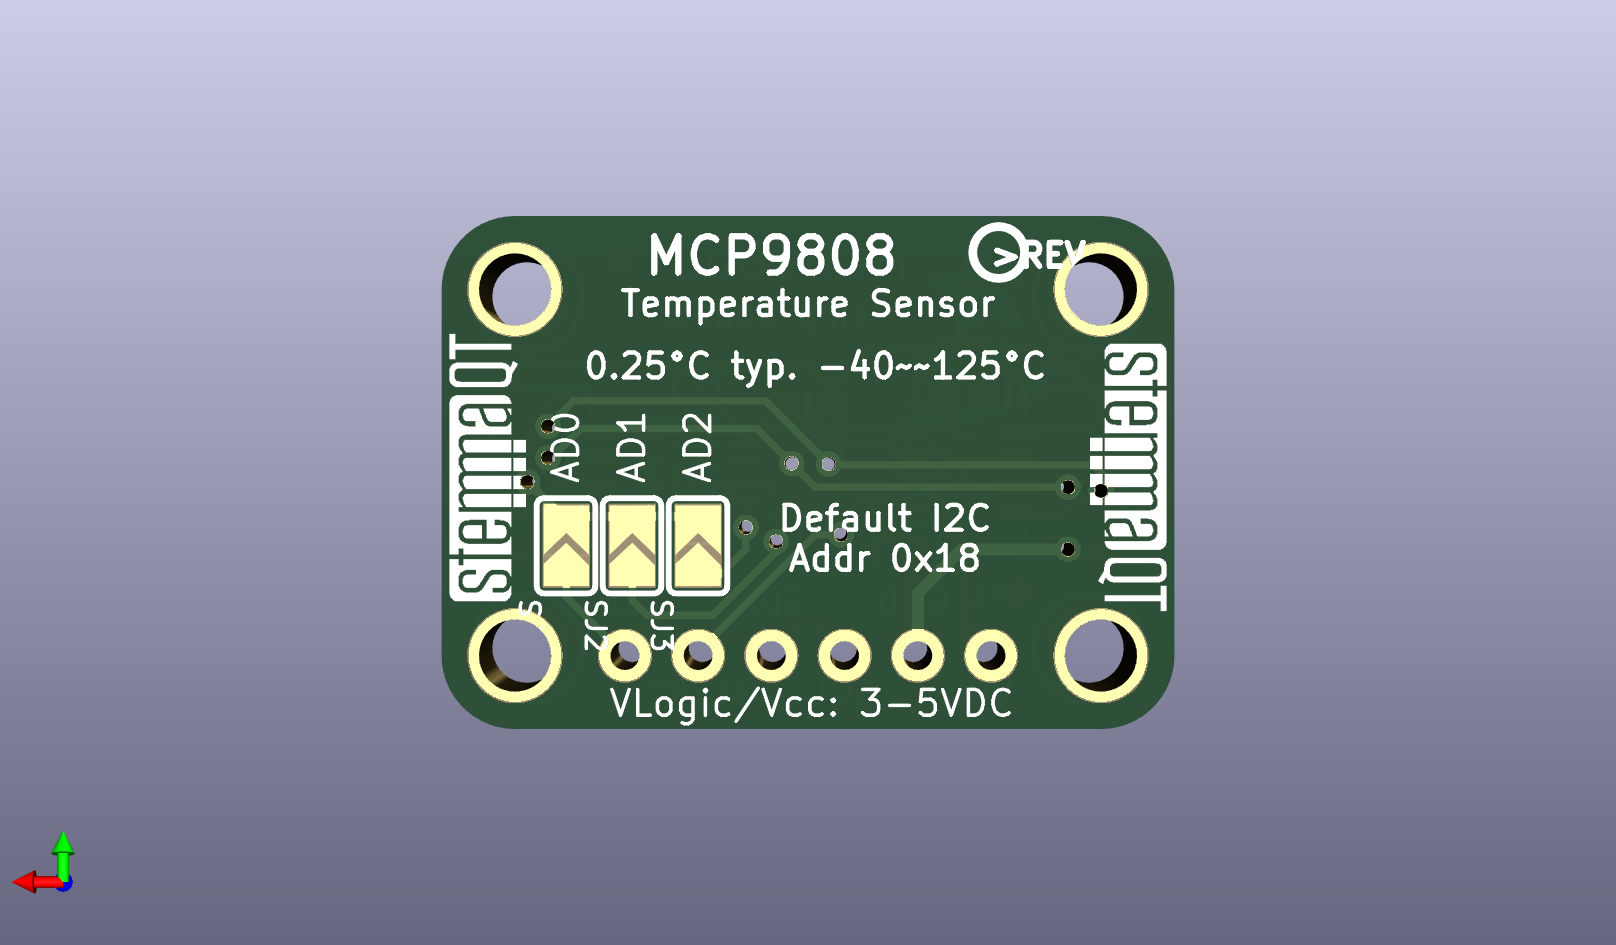 MCP9808
>REV
Temperature Sensor
0.25°C typ. -40~~125°C
stemmaQT
AD0
AD1
AD2
stemmaQT
Default I2C
Addr 0x18
SJ2
SJ3
VLogic/Vcc: 3-5VDC